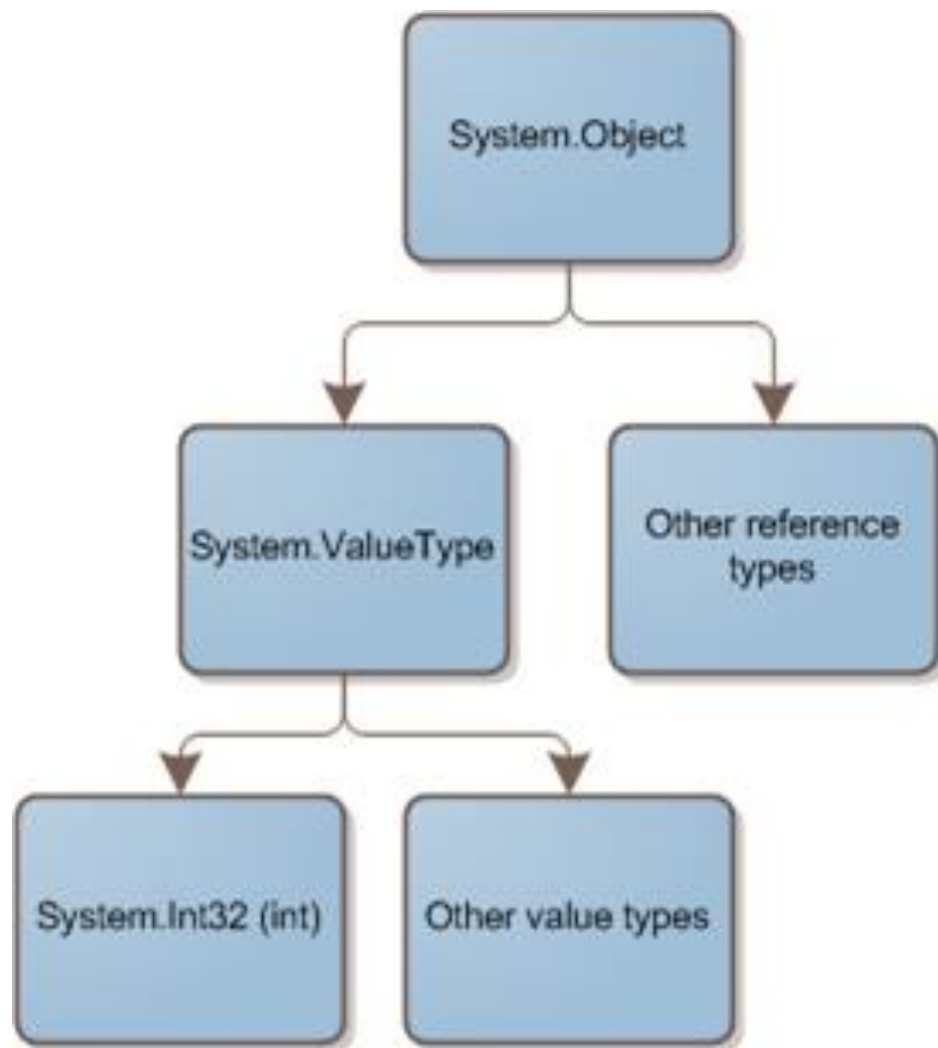 System.Object
System.ValueType
Other reference
types
System.Int32 (int)
Other value types